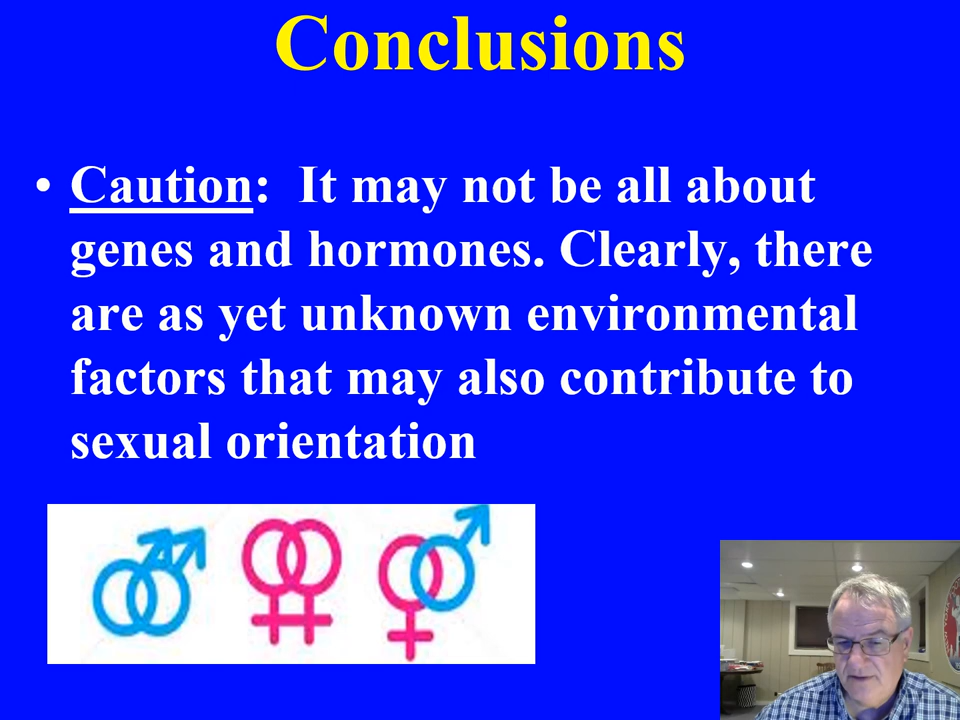 Conclusions
• Caution: It may not be all about
genes and hormones. Clearly, there
are as yet unknown environmental
factors that may also contribute to
sexual orientation